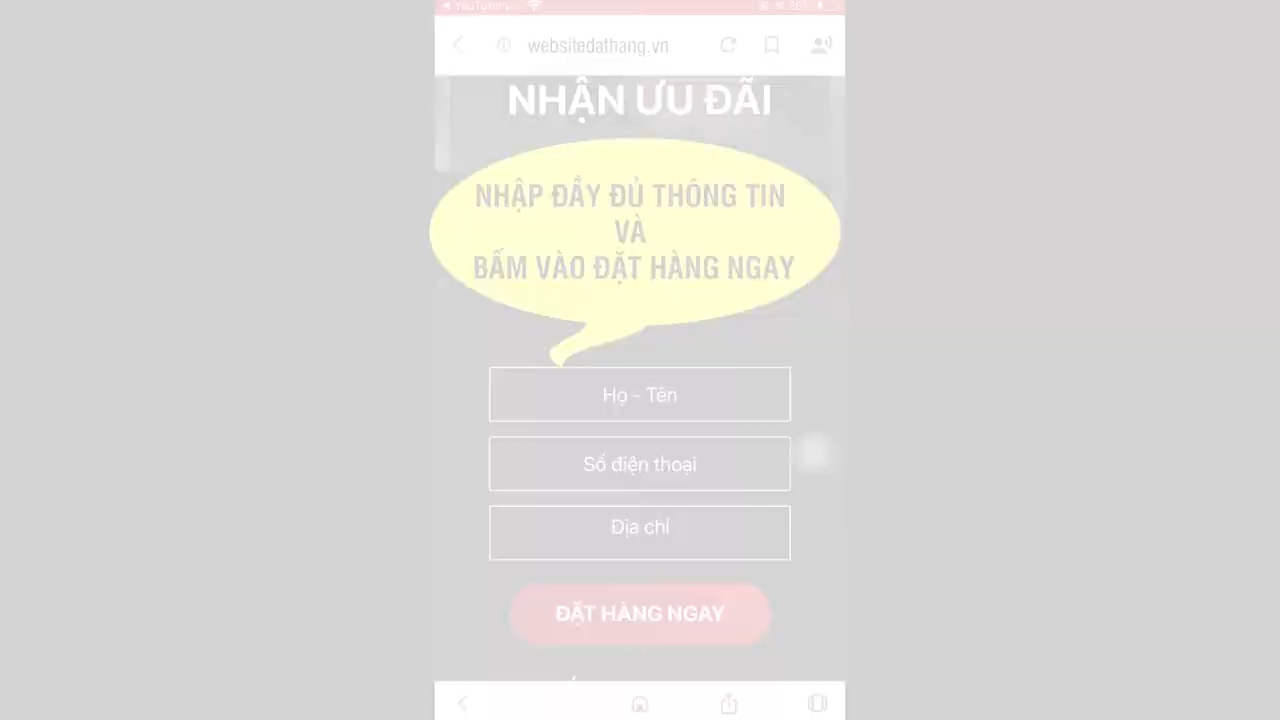 websitedathang.vn
NHẬN ƯU ĐÃI
NHẬP ĐẦY ĐỦ THÔNG TIN
VÀ
BẤM VÀO ĐẶT HÀNG NGAY
Họ - Tên
Số điện thoại
Địa chỉ
ĐẶT HÀNG NGAY